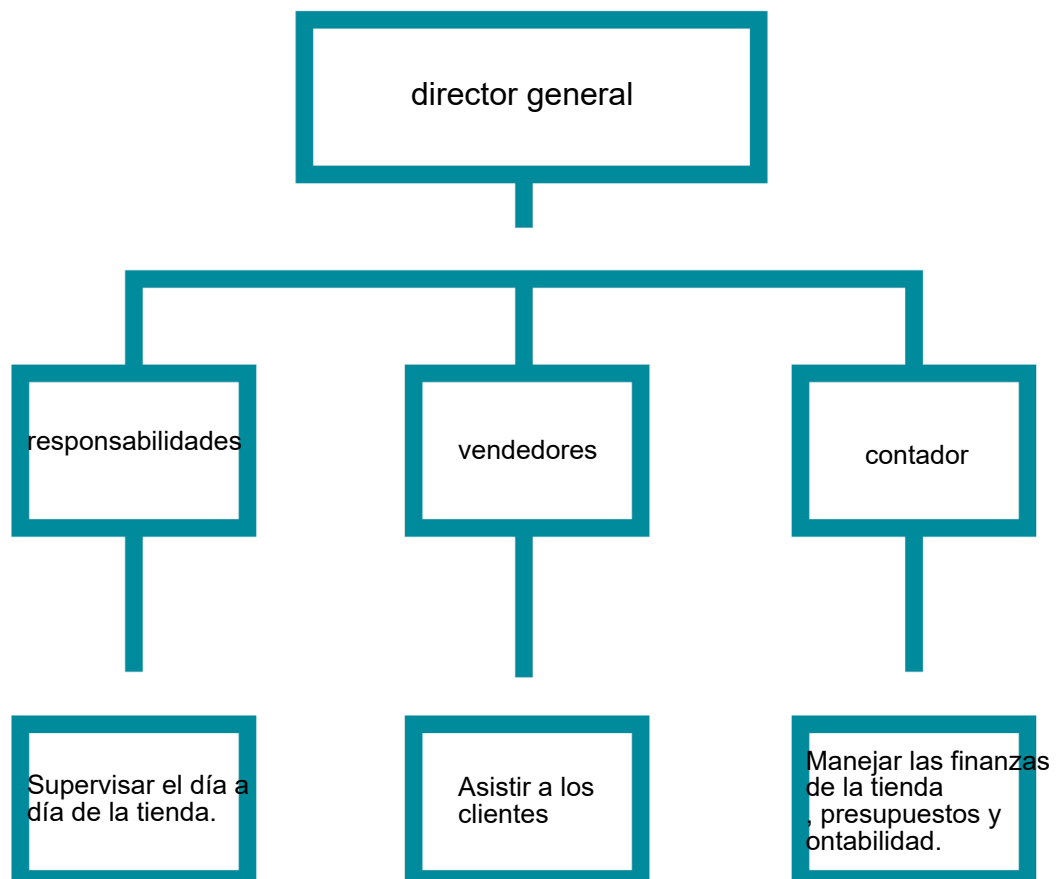 director general
responsabilidades
vendedores
contador
Supervisar el día a
día de la tienda.
Asistir a los
clientes
Manejar las finanzas
de la tienda
, presupuestos y
ontabilidad.